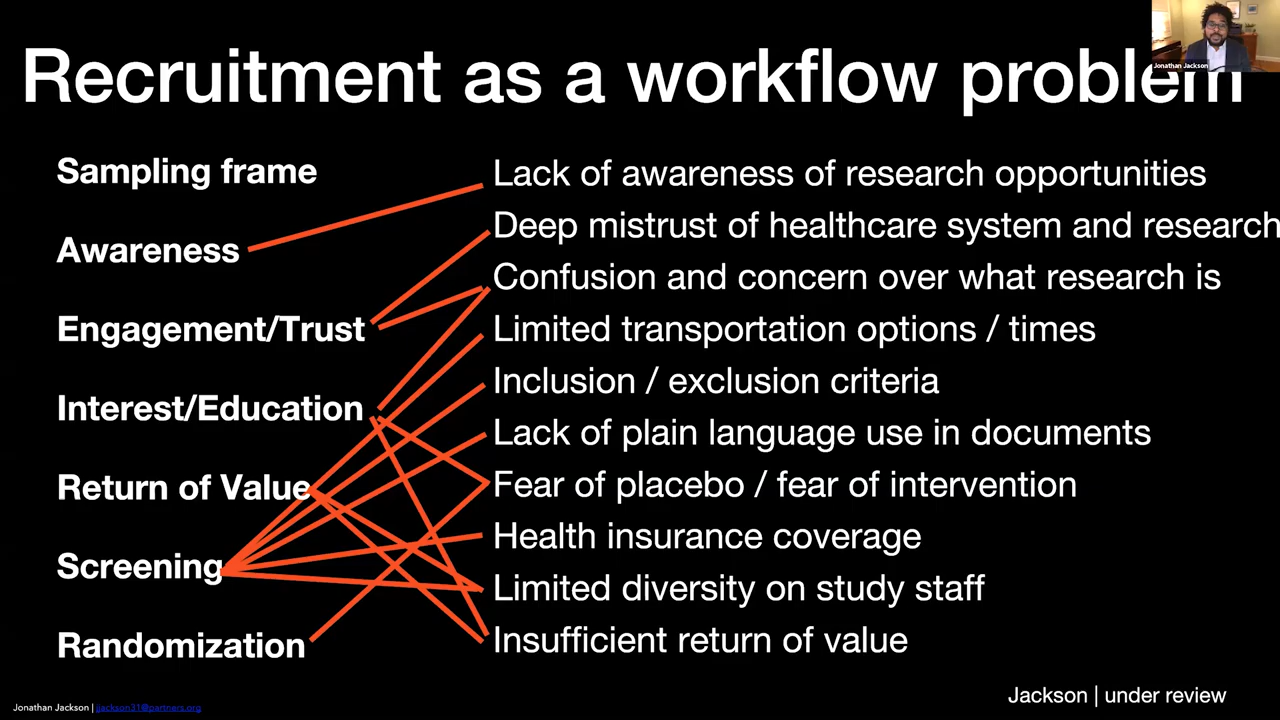 Recruitment as a workflow problem
Jonathan Jackson
Sampling frame
Awareness
Engagement/Trust
Interest/Education
Return of Value
Screening
Randomization
Lack of awareness of research opportunities
Deep mistrust of healthcare system and research
Confusion and concern over what research is
Limited transportation options / times
Inclusion / exclusion criteria
Lack of plain language use in documents
Fear of placebo / fear of intervention
Health insurance coverage
Limited diversity on study staff
Insufficient return of value
Jackson | under review
Jonathan Jackson | jjackson31@partners.org